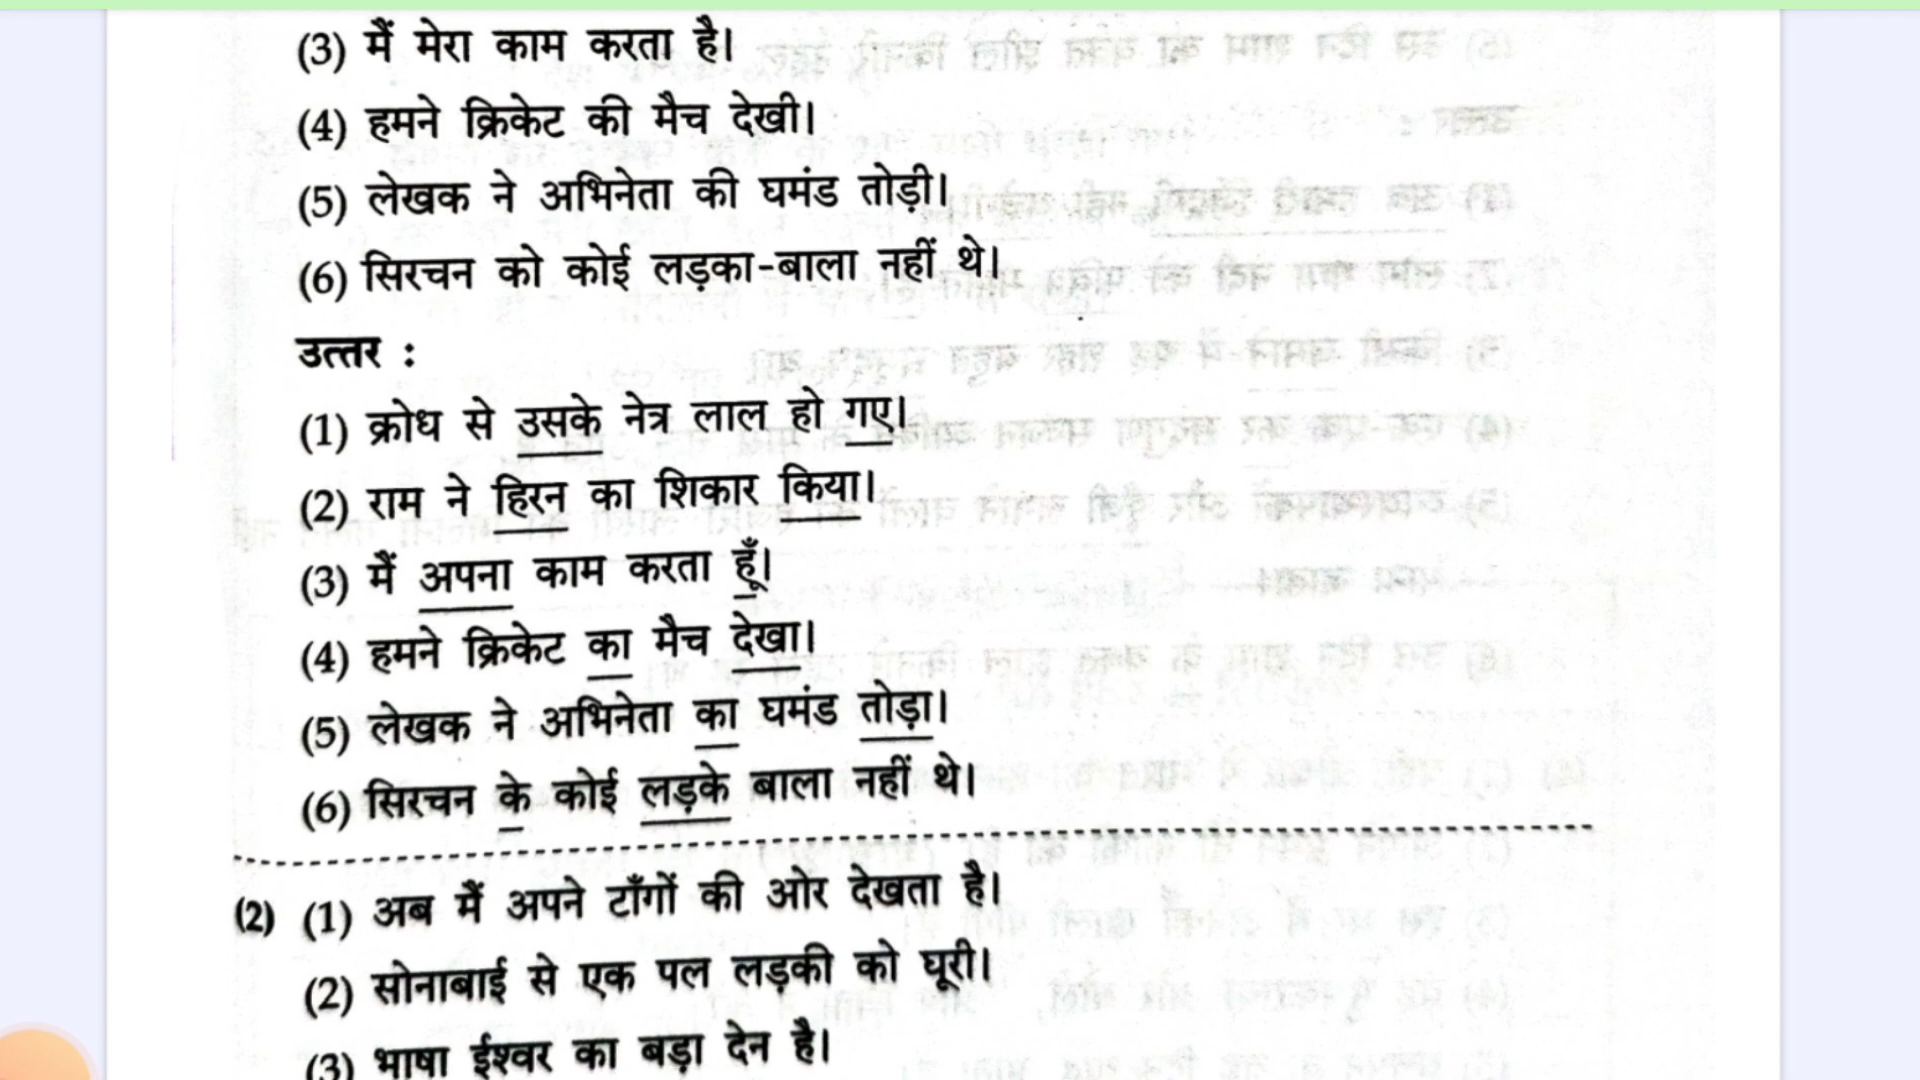 (3) मैं मेरा काम करता है।
(4) हमने क्रिकेट की मैच देखी।
(5) लेखक ने अभिनेता की घमंड तोड़ी।
(6) सिरचन को कोई लड़का-बाला नहीं थे।
उत्तर :
(1) क्रोध से उसके नेत्र लाल हो गए।
(2) राम ने हिरन का शिकार किया।
(3) मैं अपना काम करता हूँ।
(4) हमने क्रिकेट का मैच देखा।
(5) लेखक ने अभिनेता का घमंड तोड़ा।
(6) सिरचन के कोई लड़के बाला नहीं थे।
(2) (1) अब मैं अपने टाँगों की ओर देखता है।
(2) सोनाबाई से एक पल लड़की को घूरी।
(3) भाषा ईश्वर का बड़ा देन है।